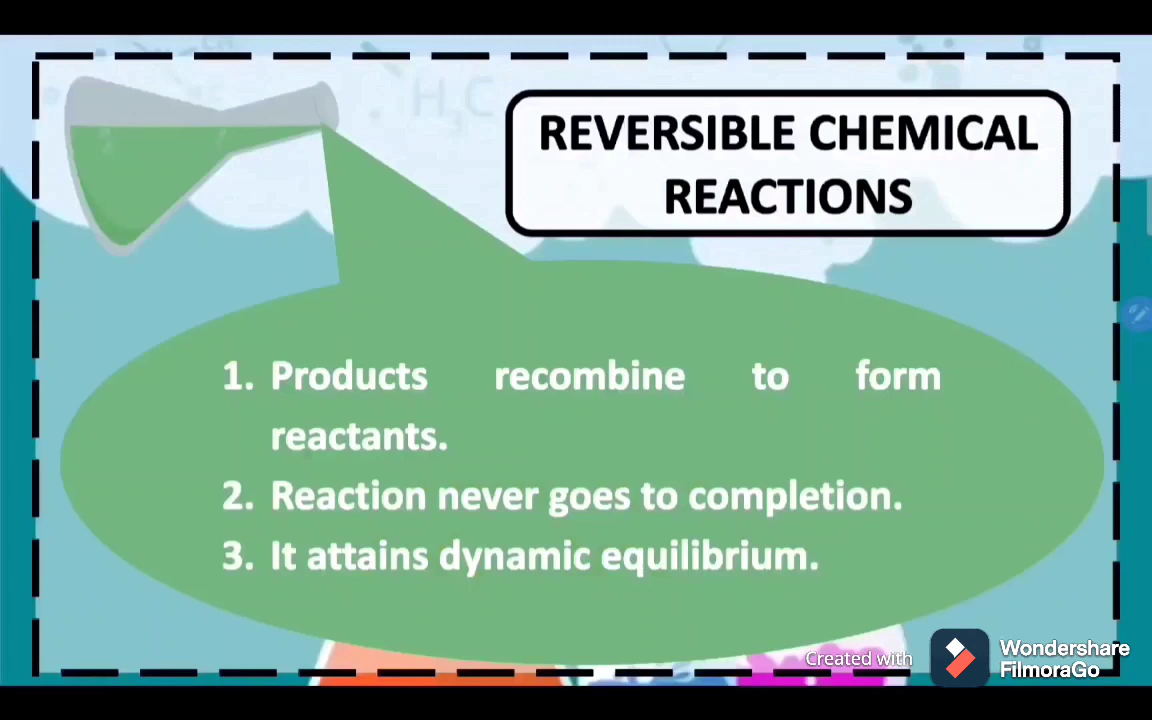 H₃C
REVERSIBLE CHEMICAL
REACTIONS
1. Products recombine to form
reactants.
2. Reaction never goes to completion.
3. It attains dynamic equilibrium.
Created with
Wondershare
FilmoraGo